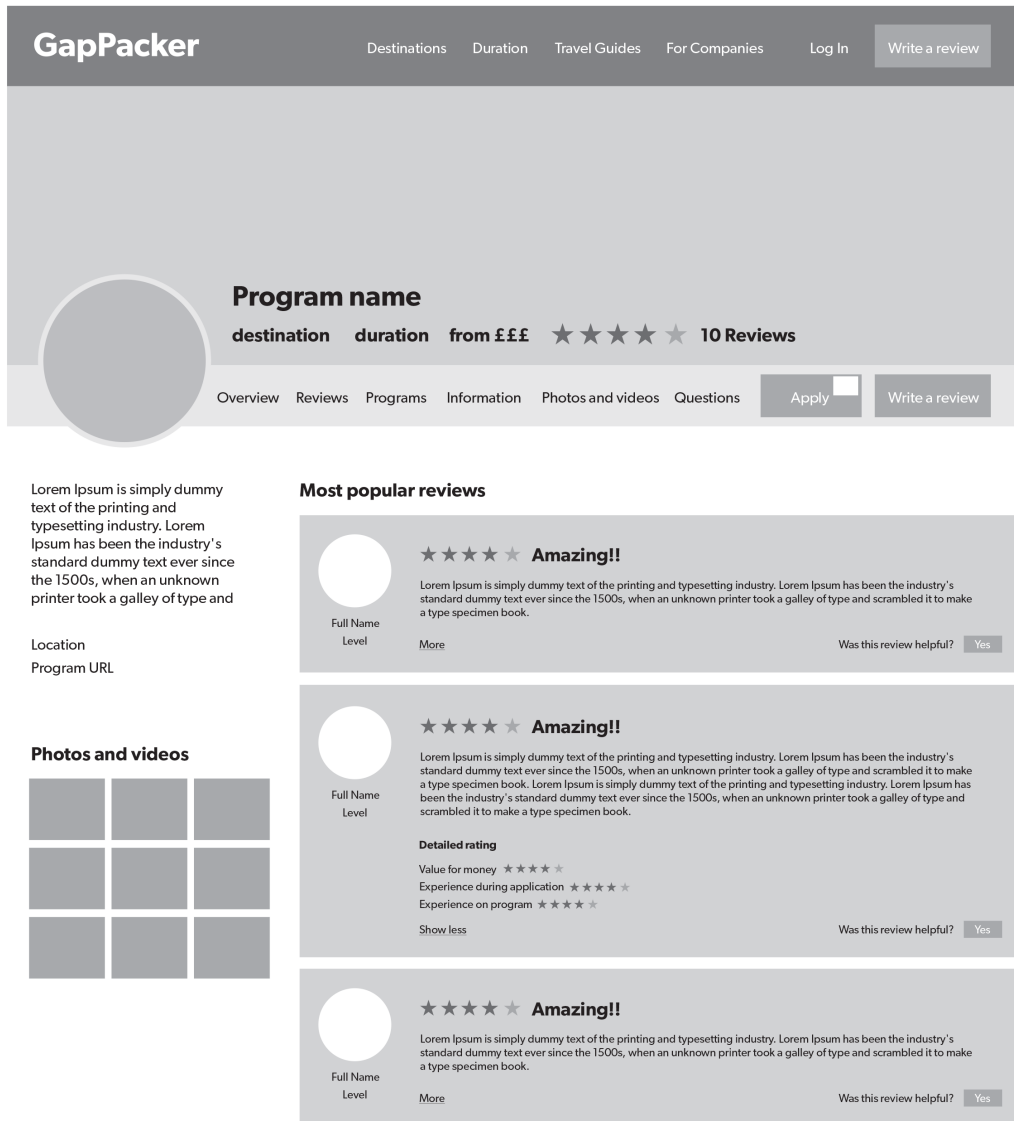 GapPacker
Destinations Duration Travel Guides For Companies Log In Write a review
Program name
destination duration from £££ 10 Reviews
Overview Reviews Programs Information Photos and videos Questions Apply Write a review
Lorem Ipsum is simply dummy
text of the printing and
typesetting industry. Lorem
Ipsum has been the industry's
standard dummy text ever since
the 1500s, when an unknown
printer took a galley of type and
Location
Program URL
Photos and videos
Most popular reviews
Amazing!!
Lorem Ipsum is simply dummy text of the printing and typesetting industry. Lorem Ipsum has been the industry's
standard dummy text ever since the 1500s, when an unknown printer took a galley of type and scrambled it to make
a type specimen book.
Full Name
Level
More
Was this review helpful? Yes
Amazing!!
Lorem Ipsum is simply dummy text of the printing and typesetting industry. Lorem Ipsum has been the industry's
standard dummy text ever since the 1500s, when an unknown printer took a galley of type and scrambled it to make
a type specimen book. Lorem Ipsum is simply dummy text of the printing and typesetting industry. Lorem Ipsum has
been the industry's standard dummy text ever since the 1500s, when an unknown printer took a galley of type and
scrambled it to make a type specimen book.
Full Name
Level
Detailed rating
Value for money
Experience during application
Experience on program
Show less
Was this review helpful? Yes
Amazing!!
Lorem Ipsum is simply dummy text of the printing and typesetting industry. Lorem Ipsum has been the industry's
standard dummy text ever since the 1500s, when an unknown printer took a galley of type and scrambled it to make
a type specimen book.
Full Name
Level
More
Was this review helpful? Yes